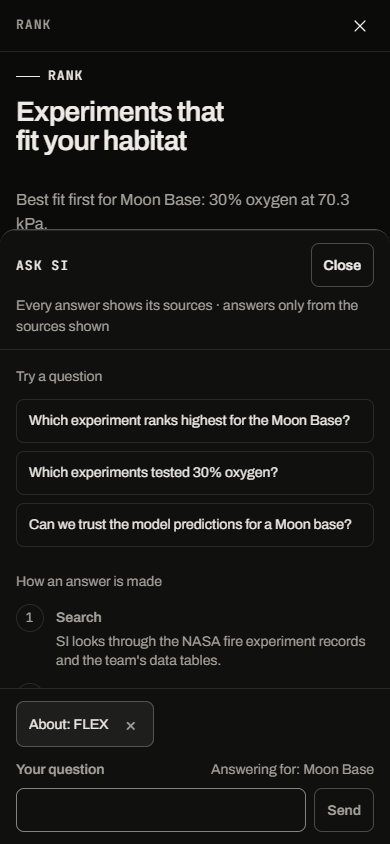 RANK
RANK
Experiments that
fit your habitat
Best fit first for Moon Base: 30% oxygen at 70.3
kPa.
ASK SI
Close
Every answer shows its sources · answers only from the
sources shown
Try a question
Which experiment ranks highest for the Moon Base?
Which experiments tested 30% oxygen?
Can we trust the model predictions for a Moon base?
How an answer is made
1 Search
SI looks through the NASA fire experiment records
and the team's data tables.
About: FLEX ×
Your question
Answering for: Moon Base
Send